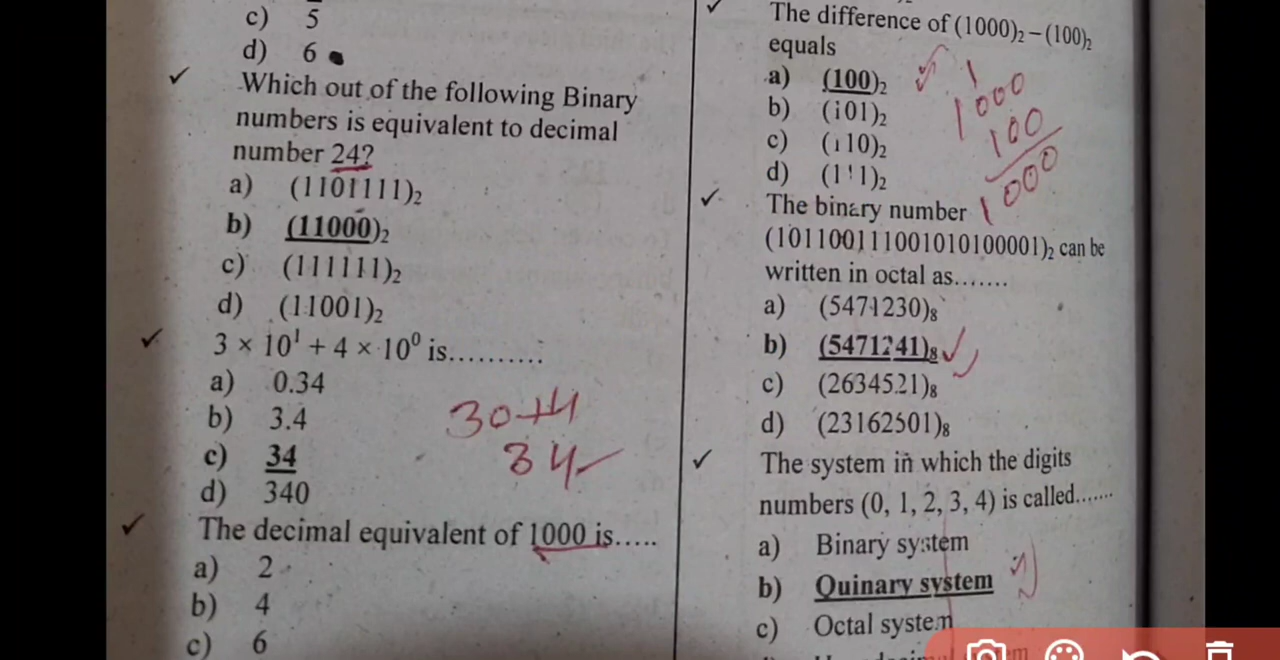 c) 5
d) 6
Which out of the following Binary
numbers is equivalent to decimal
number 24?
a) (1101111)₂
b) (11000)₂
c) (111111)₂
d) (11001)₂
3 × 10¹ + 4 × 10⁰ is..........
a) 0.34
b) 3.4
c) 34
d) 340
30+4
34
The decimal equivalent of 1000 is.....
a) 2
b) 4
c) 6
The difference of (1000)₂ – (100)₂
equals
a) (100)₂
b) (101)₂
c) (110)₂
d) (111)₂
1
1000
100
1000
The binary number
(101100111001010100001)₂ can be
written in octal as.......
a) (5471230)₈
b) (5471241)₈
c) (2634521)₈
d) (23162501)₈
The system in which the digits
numbers (0, 1, 2, 3, 4) is called.......
a) Binary system
b) Quinary system
c) Octal system